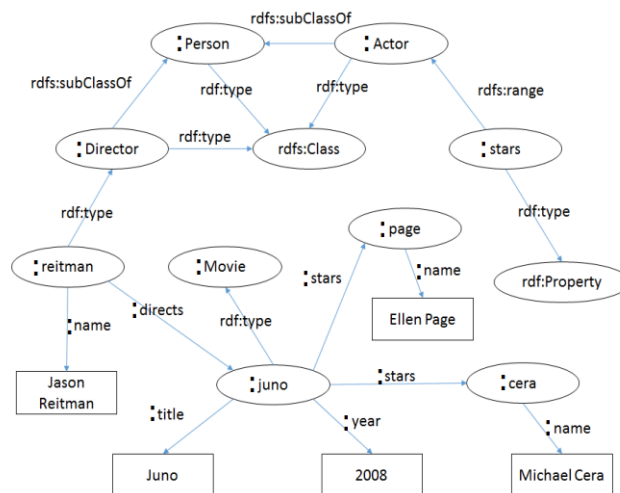 rdfs:subClassOf
:Person
:Actor
rdfs:subClassOf
rdf:type
rdf:type
rdfs:range
:Director
rdf:type
rdfs:Class
:stars
rdf:type
rdf:type
:page
:reitman
:Movie
:stars
:name
rdf:Property
:name
:directs
rdf:type
Ellen Page
Jason
Reitman
:juno
:stars
:cera
:title
:year
:name
Juno
2008
Michael Cera